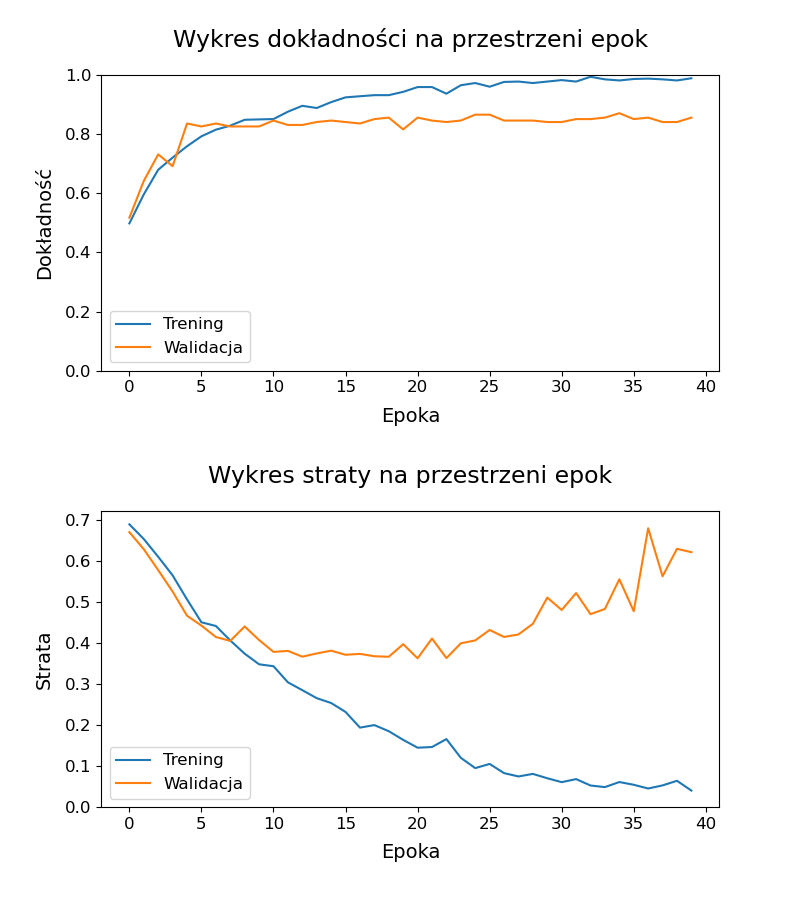 Wykres dokładności na przestrzeni epok
1.0
0.8
0.6
0.4
0.2
0.0
Dokładność
Trening
Walidacja
0 5 10 15 20 25 30 35 40
Epoka
Wykres straty na przestrzeni epok
0.7
0.6
0.5
0.4
0.3
0.2
0.1
0.0
Strata
Trening
Walidacja
0 5 10 15 20 25 30 35 40
Epoka